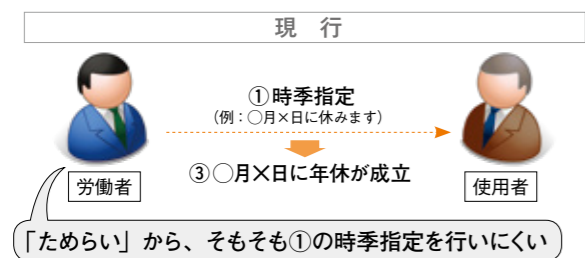 現 行
①時季指定
(例:○月×日に休みます)
③○月×日に年休が成立
労働者
使用者
「ためらい」から、そもそも①の時季指定を行いにくい